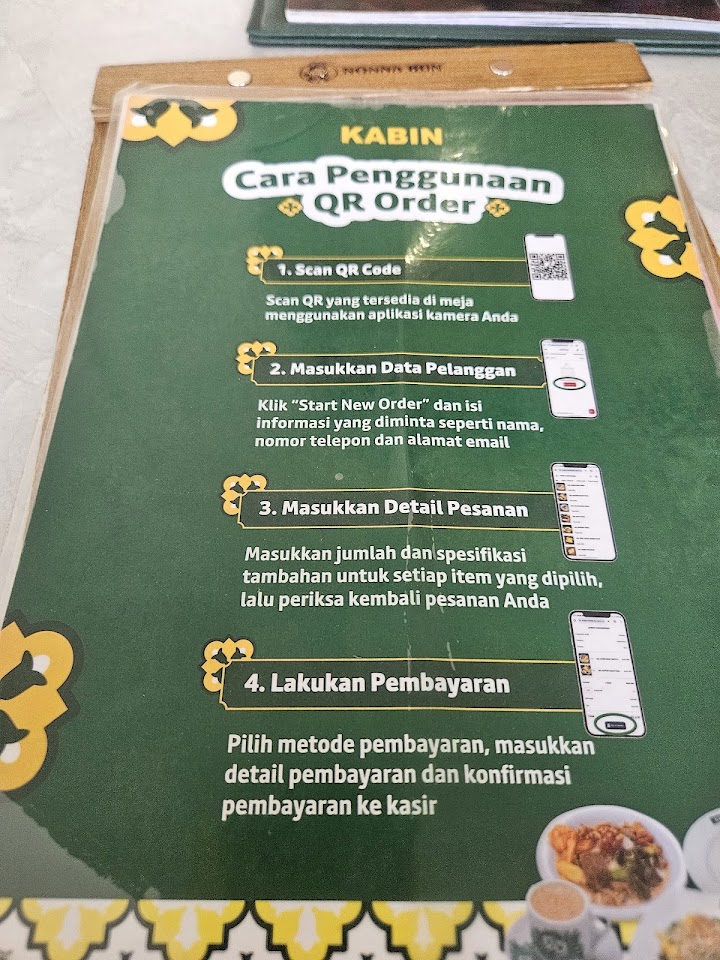 NONNA BUN
KABIN
Cara Penggunaan
QR Order
1. Scan QR Code
Scan QR yang tersedia di meja
menggunakan aplikasi kamera Anda
2. Masukkan Data Pelanggan
Klik “Start New Order” dan isi
informasi yang diminta seperti nama,
nomor telepon dan alamat email
3. Masukkan Detail Pesanan
Masukkan jumlah dan spesifikasi
tambahan untuk setiap item yang dipilih,
lalu periksa kembali pesanan Anda
4. Lakukan Pembayaran
Pilih metode pembayaran, masukkan
detail pembayaran dan konfirmasi
pembayaran ke kasir